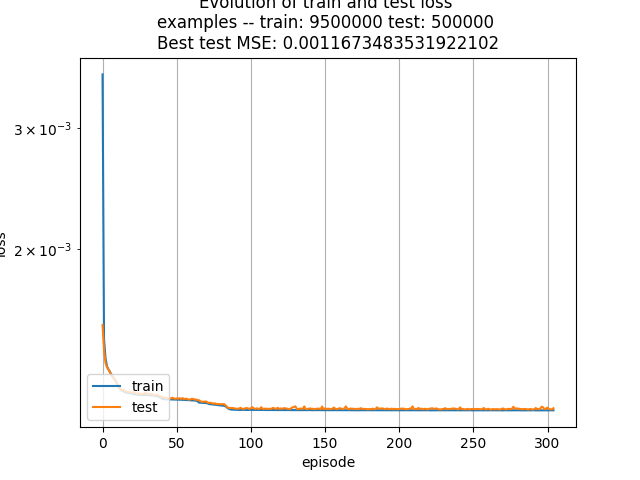 Evolution of train and test loss
examples -- train: 9500000 test: 500000
Best test MSE: 0.0011673483531922102
3 × 10⁻³
2 × 10⁻³
loss
train
test
0 50 100 150 200 250 300
episode